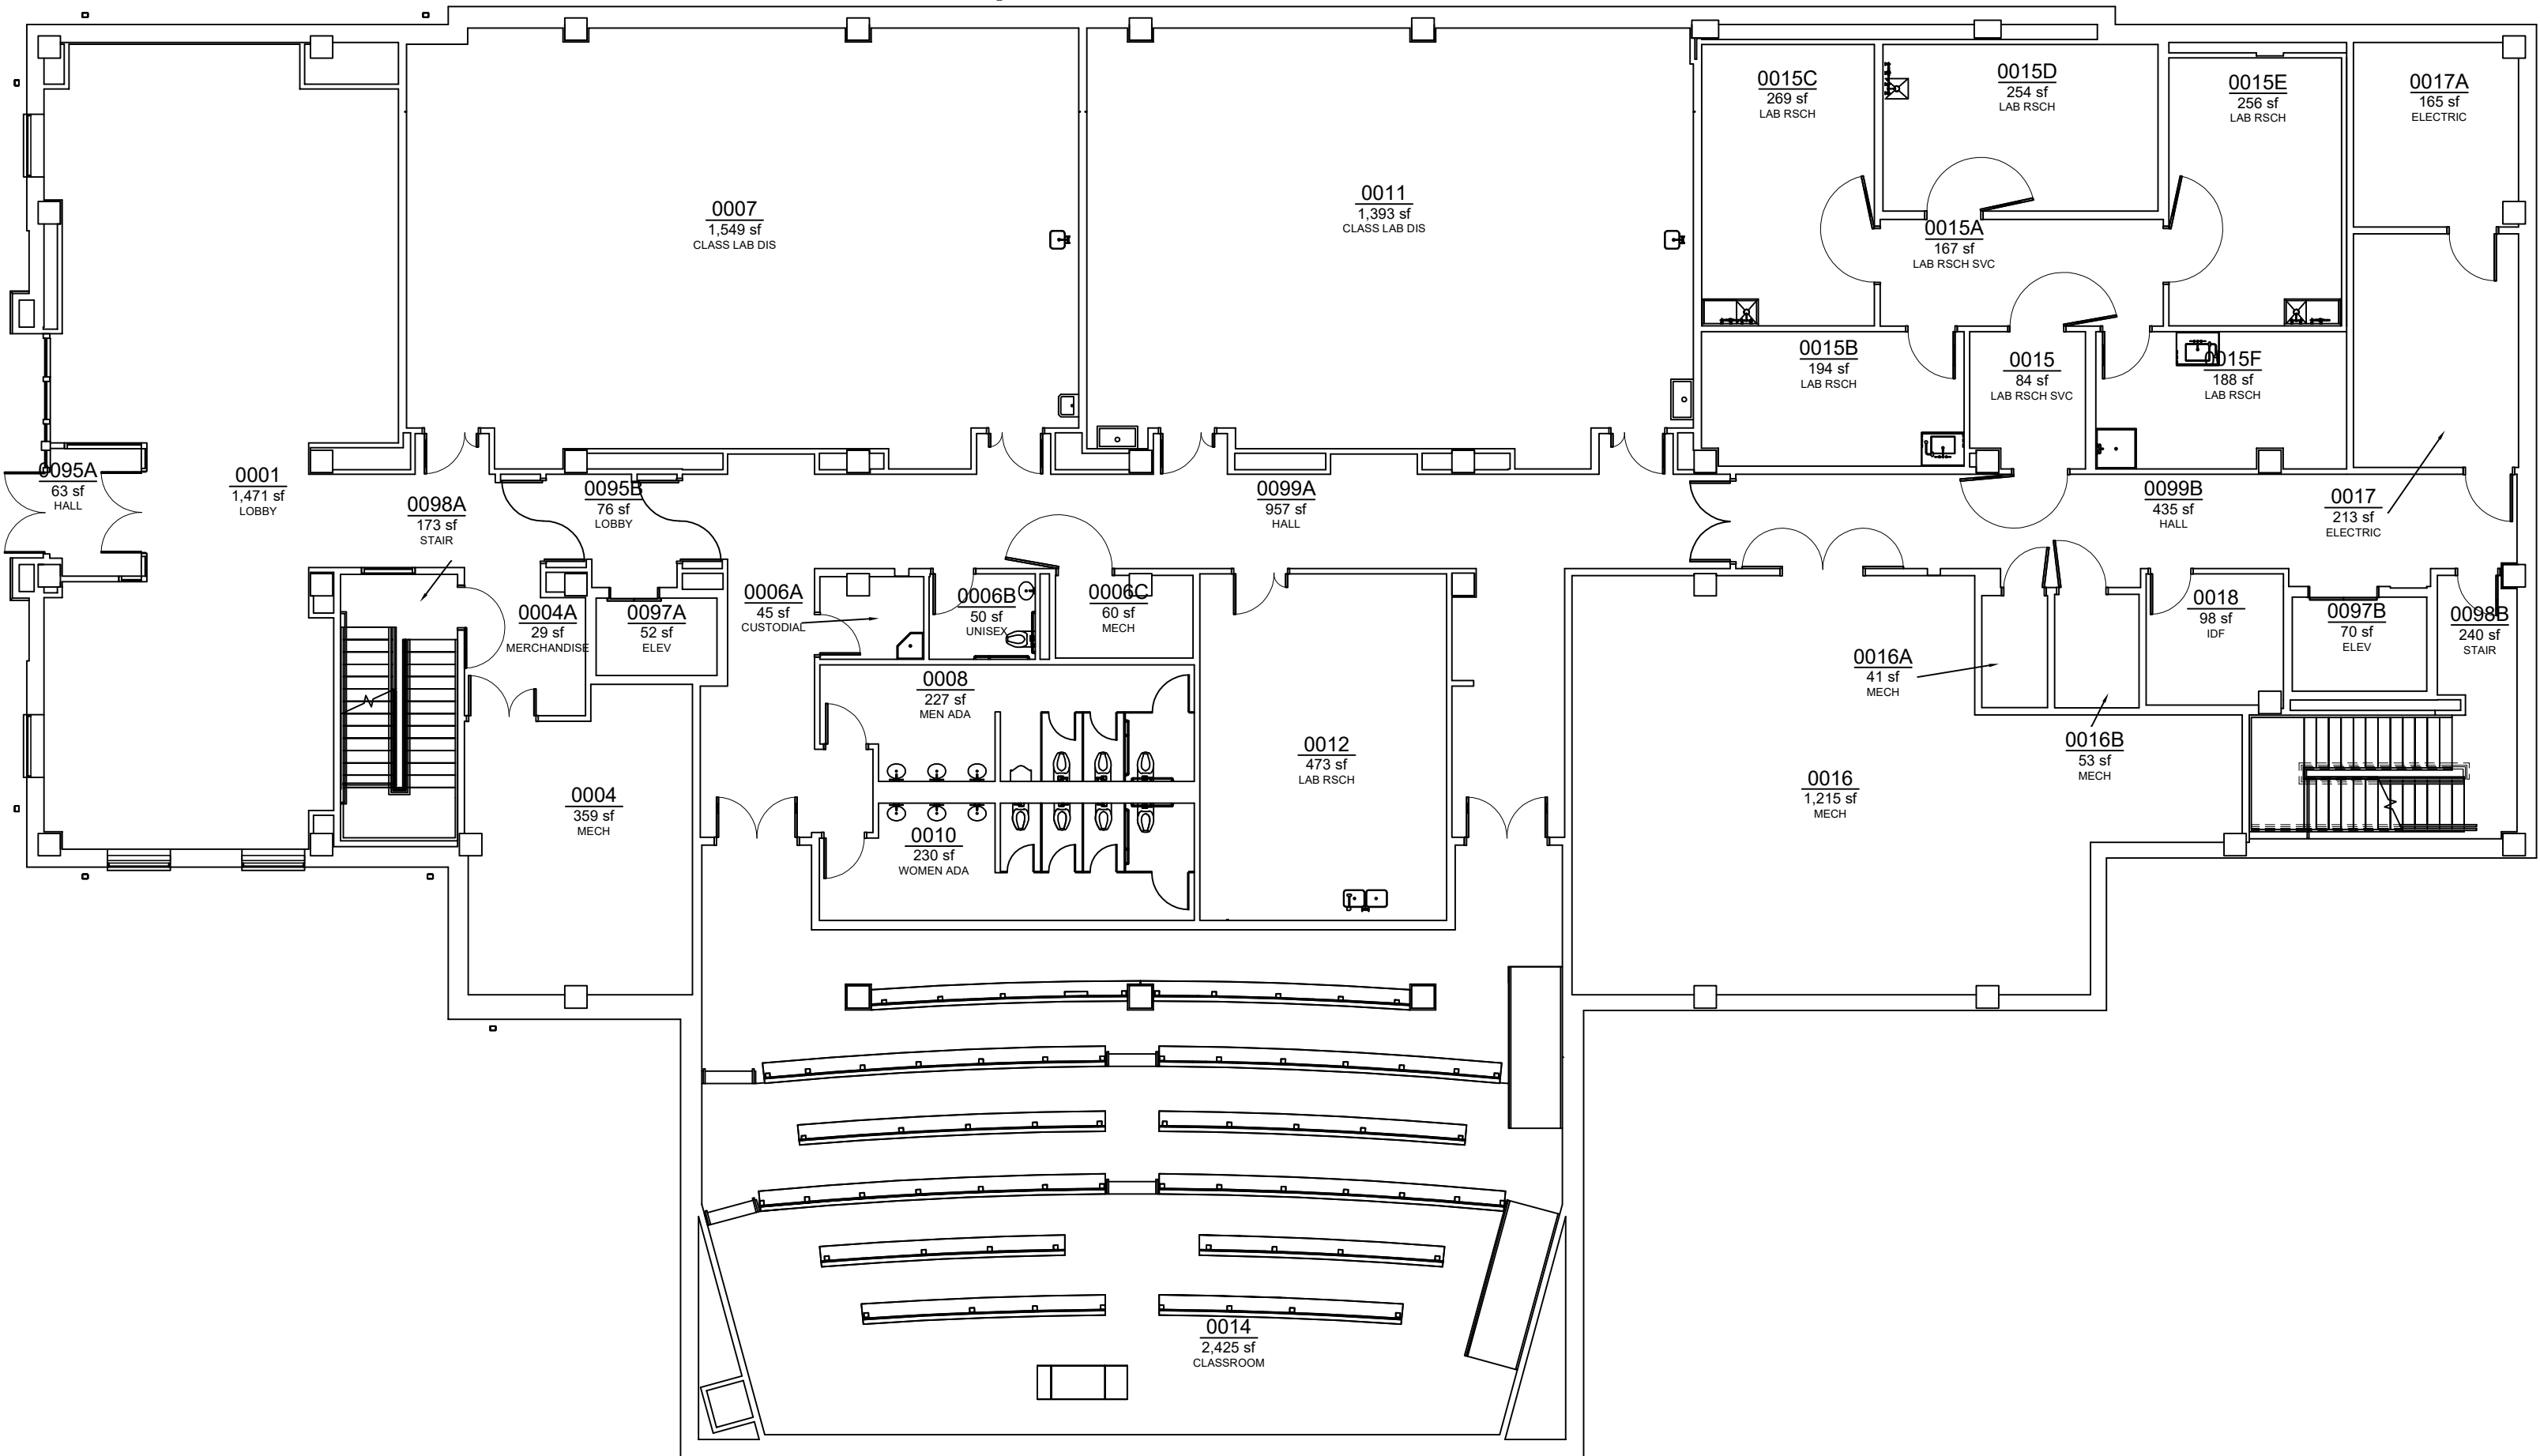 0015C
269 sf
LAB RSCH
0015D
254 sf
LAB RSCH
0015E
256 sf
LAB RSCH
0017A
165 sf
ELECTRIC
0007
1,549 sf
CLASS LAB DIS
0011
1,393 sf
CLASS LAB DIS
0015A
167 sf
LAB RSCH SVC
0015B
194 sf
LAB RSCH
0015
84 sf
LAB RSCH SVC
0015F
188 sf
LAB RSCH
0095A
63 sf
HALL
0001
1,471 sf
LOBBY
0098A
173 sf
STAIR
0095B
76 sf
LOBBY
0099A
957 sf
HALL
0099B
435 sf
HALL
0017
213 sf
ELECTRIC
0004A
29 sf
MERCHANDISE
0097A
52 sf
ELEV
0006A
45 sf
CUSTODIAL
0006B
50 sf
UNISEX
0006C
60 sf
MECH
0018
98 sf
IDF
0097B
70 sf
ELEV
0098B
240 sf
STAIR
0016A
41 sf
MECH
0008
227 sf
MEN ADA
0012
473 sf
LAB RSCH
0016B
53 sf
MECH
0004
359 sf
MECH
0016
1,215 sf
MECH
0010
230 sf
WOMEN ADA
0014
2,425 sf
CLASSROOM